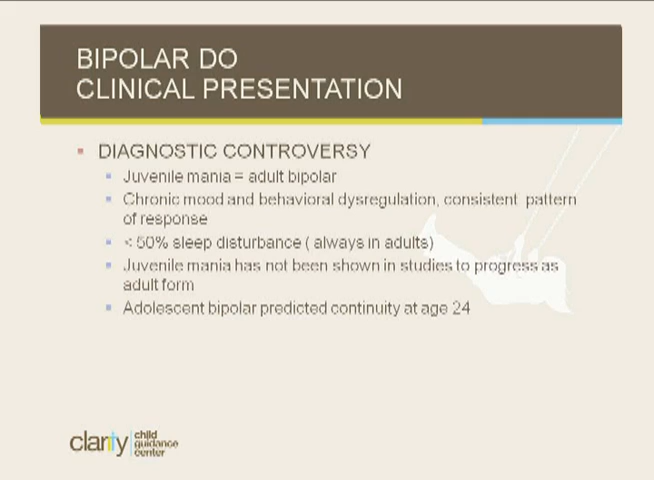 BIPOLAR DO
CLINICAL PRESENTATION
DIAGNOSTIC CONTROVERSY
Juvenile mania = adult bipolar
Chronic mood and behavioral dysregulation, consistent pattern
of response
< 50% sleep disturbance ( always in adults)
Juvenile mania has not been shown in studies to progress as
adult form
Adolescent bipolar predicted continuity at age 24
clarity child
guidance
center